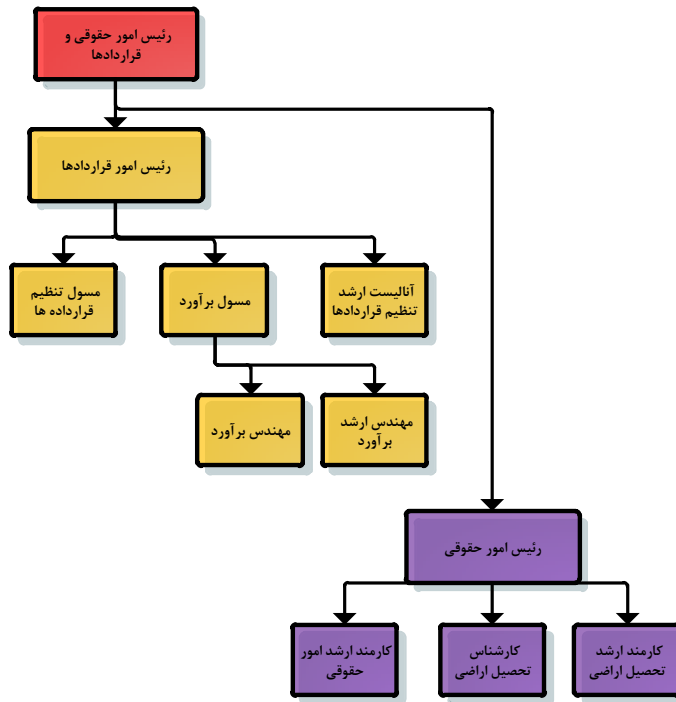 رئیس امور حقوقی و
قراردادها
رئیس امور قراردادها
آنالیست ارشد
تنظیم قراردادها
مسول برآورد
مسول تنظیم
قرارداده ها
مهندس ارشد
برآورد
مهندس برآورد
رئیس امور حقوقی
کارمند ارشد
تحصیل اراضی
کارشناس
تحصیل اراضی
کارمند ارشد امور
حقوقی